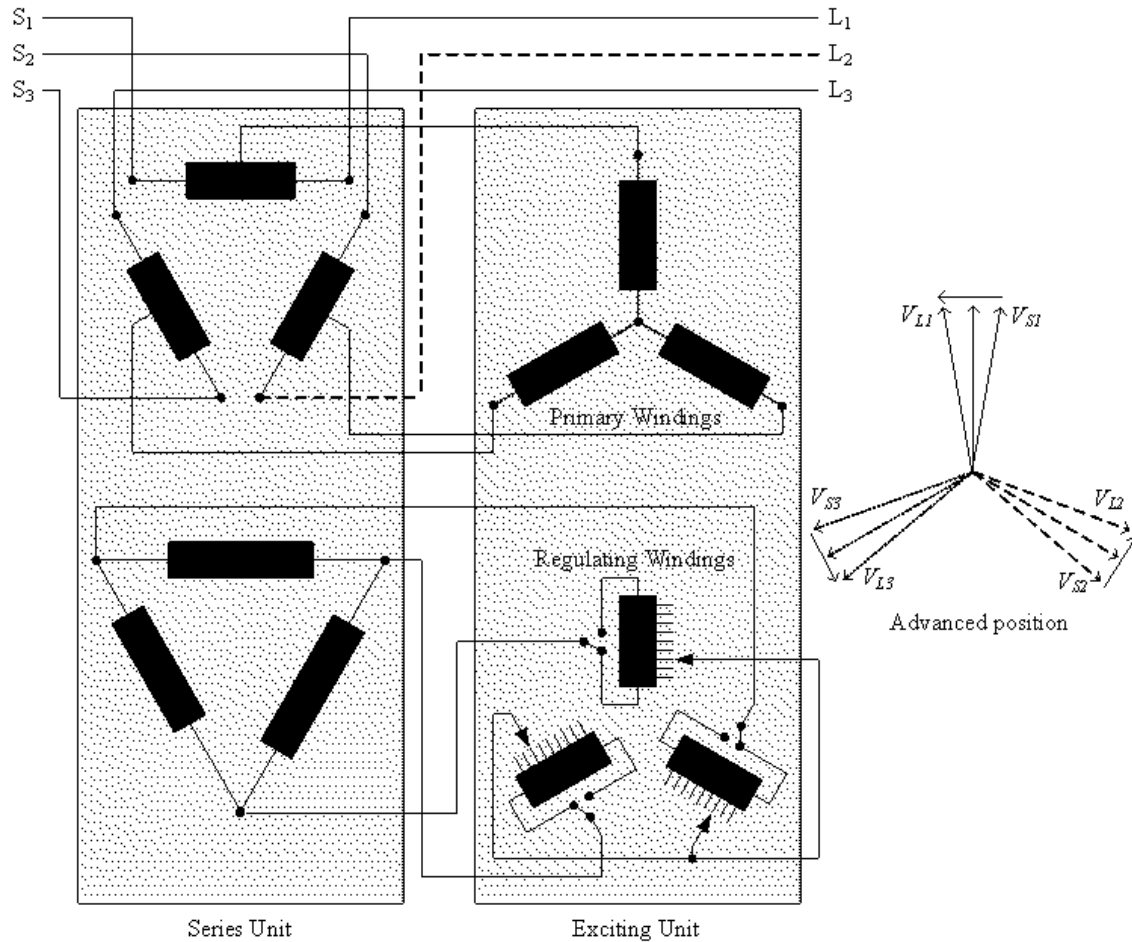 S1 L1
S2 L2
S3 L3
Primary Windings
VL1 VS1
VS3 VL2
Regulating Windings
VL3 VS2
Advanced position
Series Unit Exciting Unit